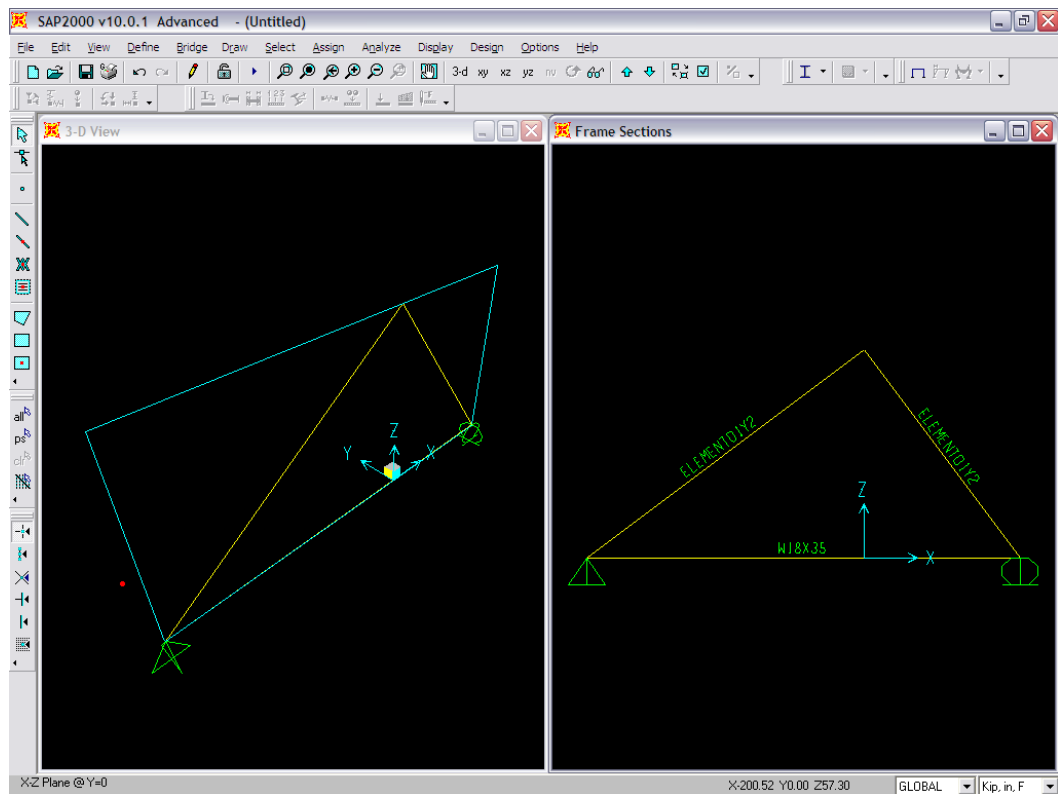 SAP2000 v10.0.1 Advanced - (Untitled)
File Edit View Define Bridge Draw Select Assign Analyze Display Design Options Help
3-d xy xz yz nv
3-D View
Frame Sections
all
ps
clr
Z
Y
X
ELEMENTO1Y2
ELEMENTO1Y2
Z
W18X35
X
X-Z Plane @ Y=0
X-200.52 Y0.00 Z57.30
GLOBAL
Kip, in, F